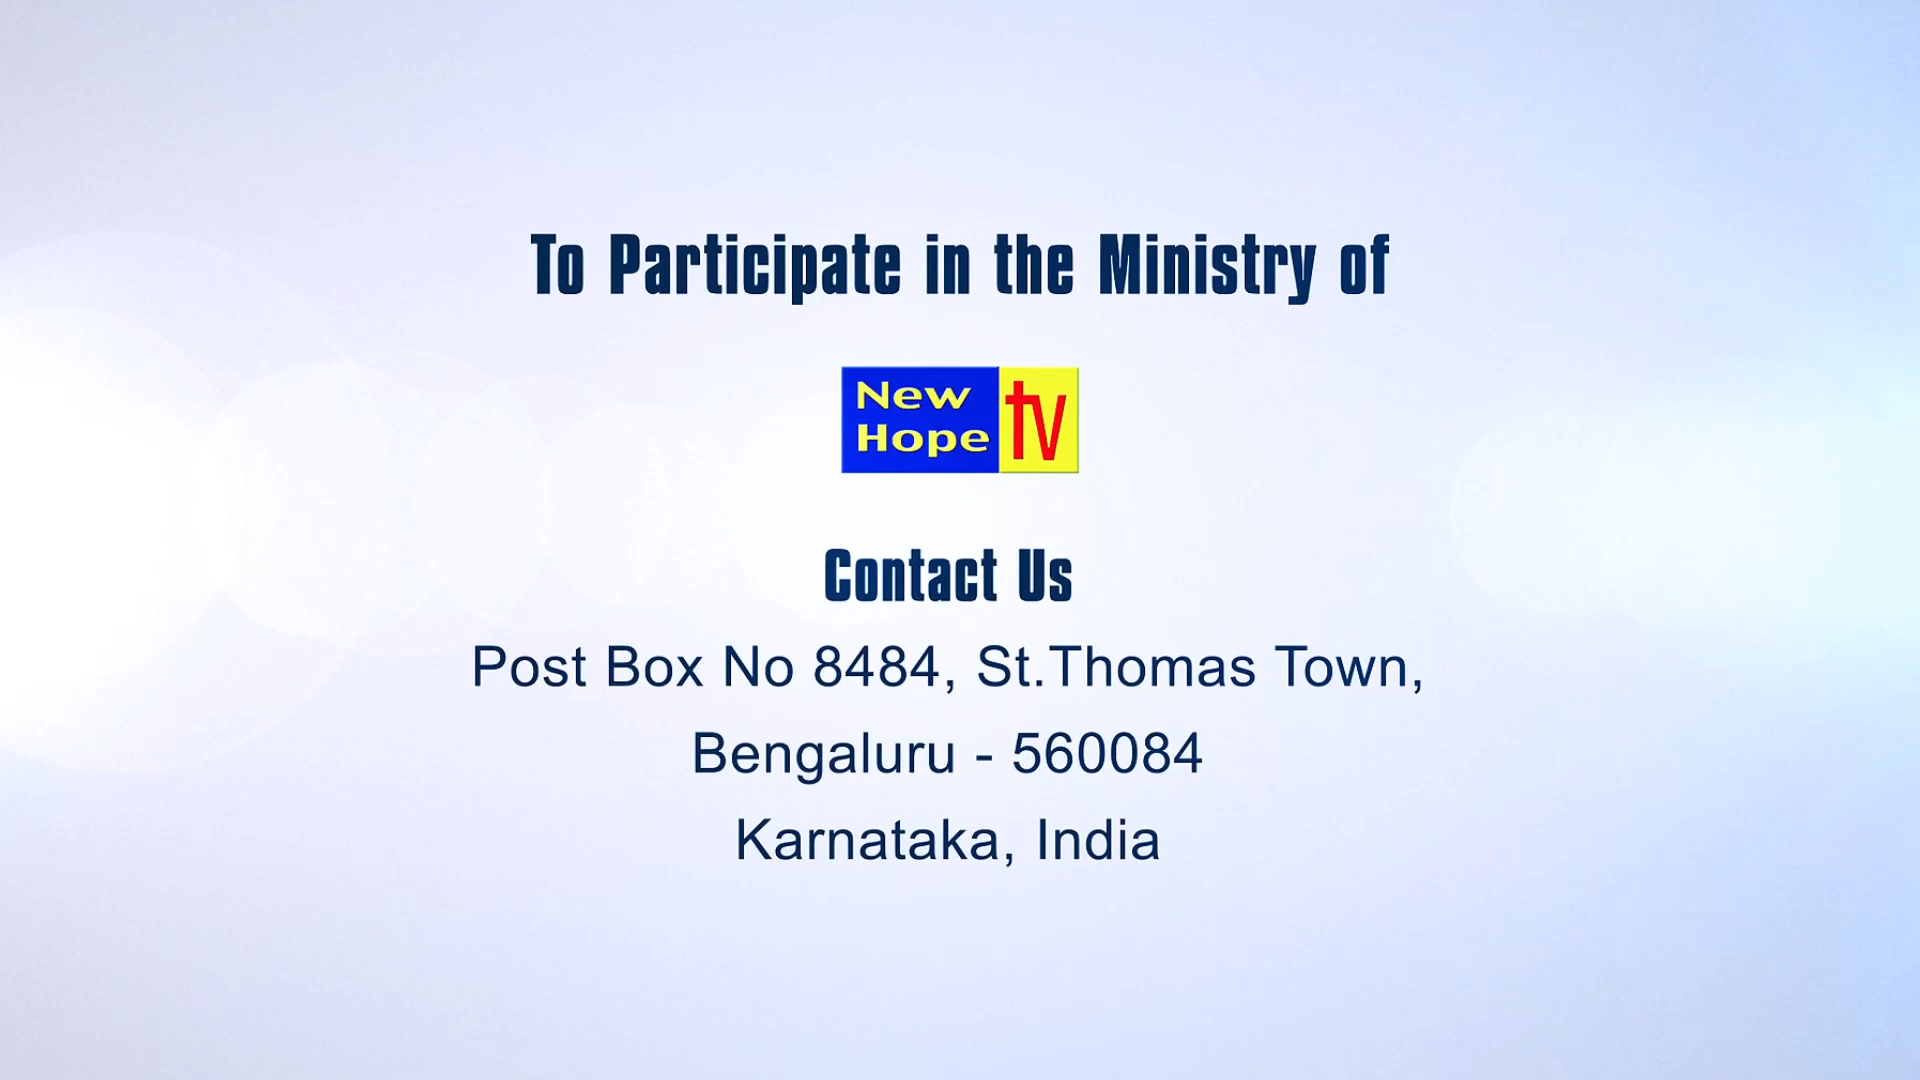 To Participate in the Ministry of
New
Hope
tv
Contact Us
Post Box No 8484, St.Thomas Town,
Bengaluru - 560084
Karnataka, India